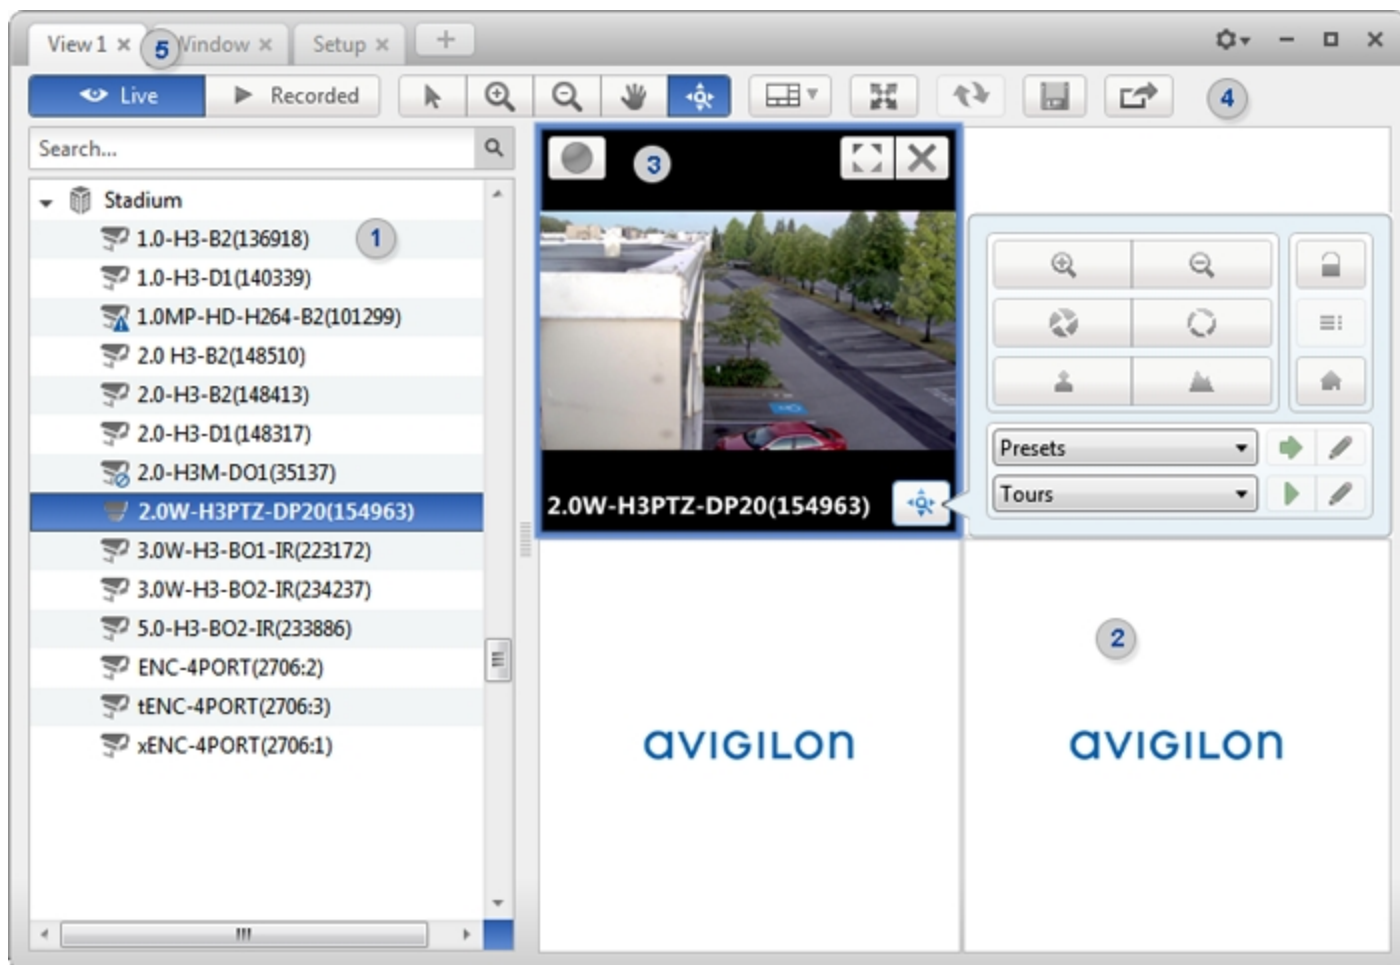 View 1
5
Window
Setup
Live
Recorded
4
Search...
Stadium
1.0-H3-B2(136918)
1
1.0-H3-D1(140339)
1.0MP-HD-H264-B2(101299)
2.0 H3-B2(148510)
2.0-H3-B2(148413)
2.0-H3-D1(148317)
2.0-H3M-DO1(35137)
2.0W-H3PTZ-DP20(154963)
3.0W-H3-BO1-IR(223172)
3.0W-H3-BO2-IR(234237)
5.0-H3-BO2-IR(233886)
ENC-4PORT(2706:2)
tENC-4PORT(2706:3)
xENC-4PORT(2706:1)
3
2.0W-H3PTZ-DP20(154963)
Presets
Tours
2
avigilon
avigilon